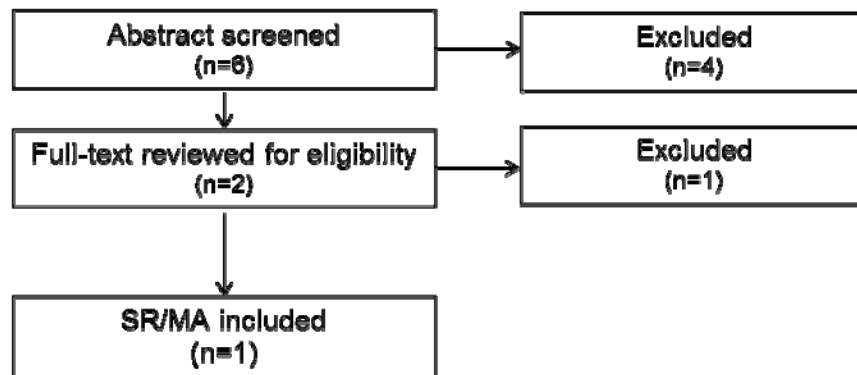 Abstract screened
(n=6)
Excluded
(n=4)
Full-text reviewed for eligibility
(n=2)
Excluded
(n=1)
SR/MA included
(n=1)